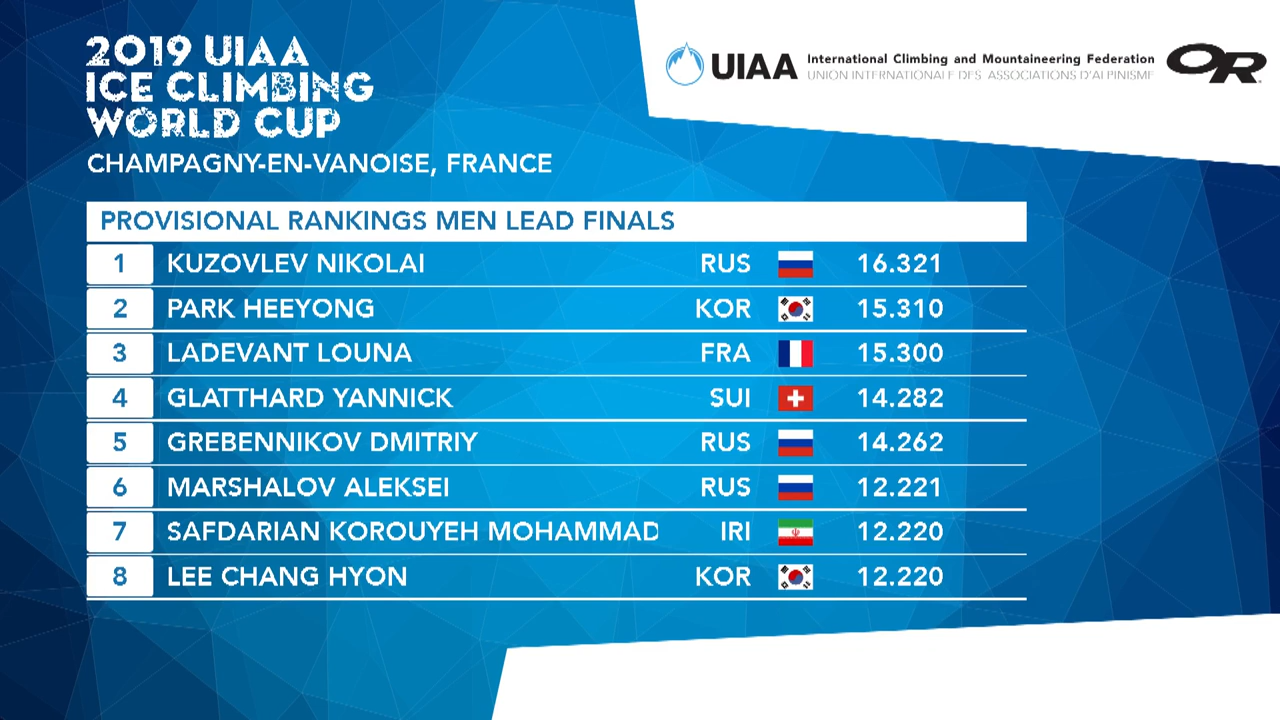 2019 UIAA
ICE CLIMBING
WORLD CUP
CHAMPAGNY-EN-VANOISE, FRANCE
UIAA International Climbing and Mountaineering Federation
UNION INTERNATIONALE DES ASSOCIATIONS D'ALPINISME
OR
PROVISIONAL RANKINGS MEN LEAD FINALS
1 KUZOVLEV NIKOLAI RUS 16.321
2 PARK HEEYONG KOR 15.310
3 LADEVANT LOUNA FRA 15.300
4 GLATTHARD YANNICK SUI 14.282
5 GREBENNIKOV DMITRIY RUS 14.262
6 MARSHALOV ALEKSEI RUS 12.221
7 SAFDARIAN KOROUYEH MOHAMMAD IRI 12.220
8 LEE CHANG HYON KOR 12.220